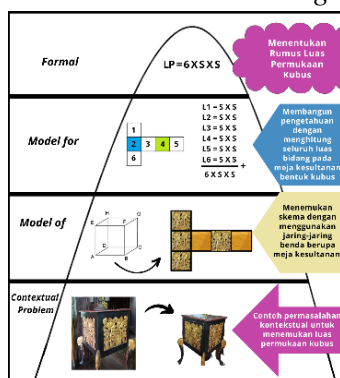 Formal
LP=6XSXS
Menentukan
Rumus Luas
Permukaan
Kubus
Model for
1
2 3 4 5
6
L1 = S X S
L2 = S X S
L3 = S X S
L4 = S X S
L5 = S X S
L6 = S X S
+
6 X S X S
Membangun
pengetahuan
dengan
menghitung
seluruh luas
bidang pada
meja kesultanan
bentuk kubus
Model of
H G
E F
D C
A B
Menemukan
skema dengan
menggunakan
jaring-jaring
benda berupa
meja kesultanan
Contextual
Problem
Contoh permasalahan
kontekstual untuk
menemukan luas
permukaan kubus